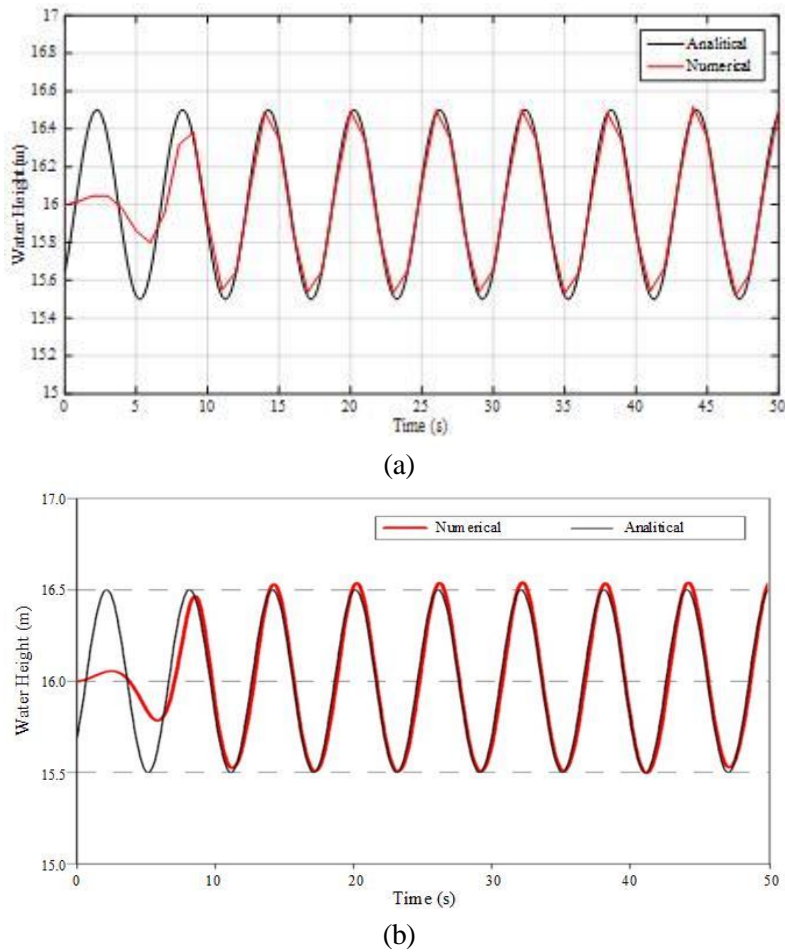 (a)
17
16.8
Analitical
Numerical
16.6
16.4
16.2
16
15.8
15.6
15.4
15.2
15
Water Height (m)
0 5 10 15 20 25 30 35 40 45 50
Time (s)
(a)
17.0
Numerical Analitical
16.5
16.0
15.5
15.0
Water Height (m)
0 10 20 30 40 50
Time (s)
(b)